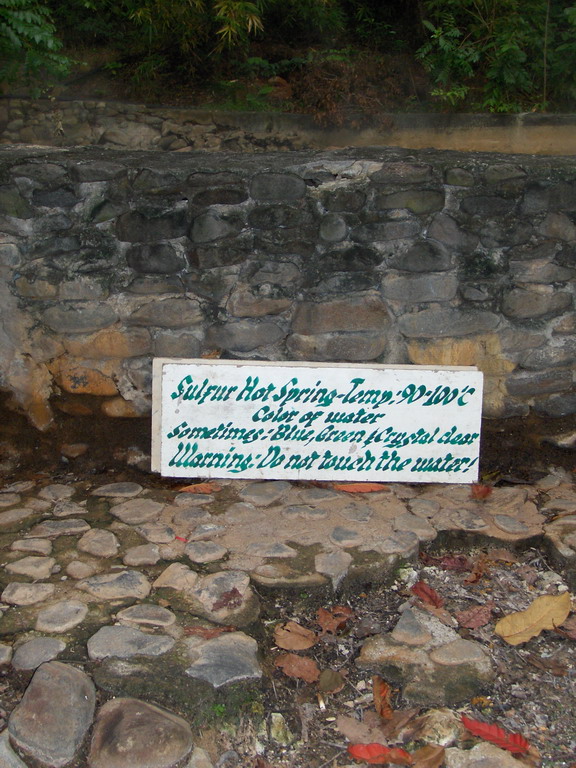 Sulfur Hot Spring-Temp.:90-100°c
Color of water
Sometimes:-Blue, Green & Crystal clear
Warning:-Do not touch the water!